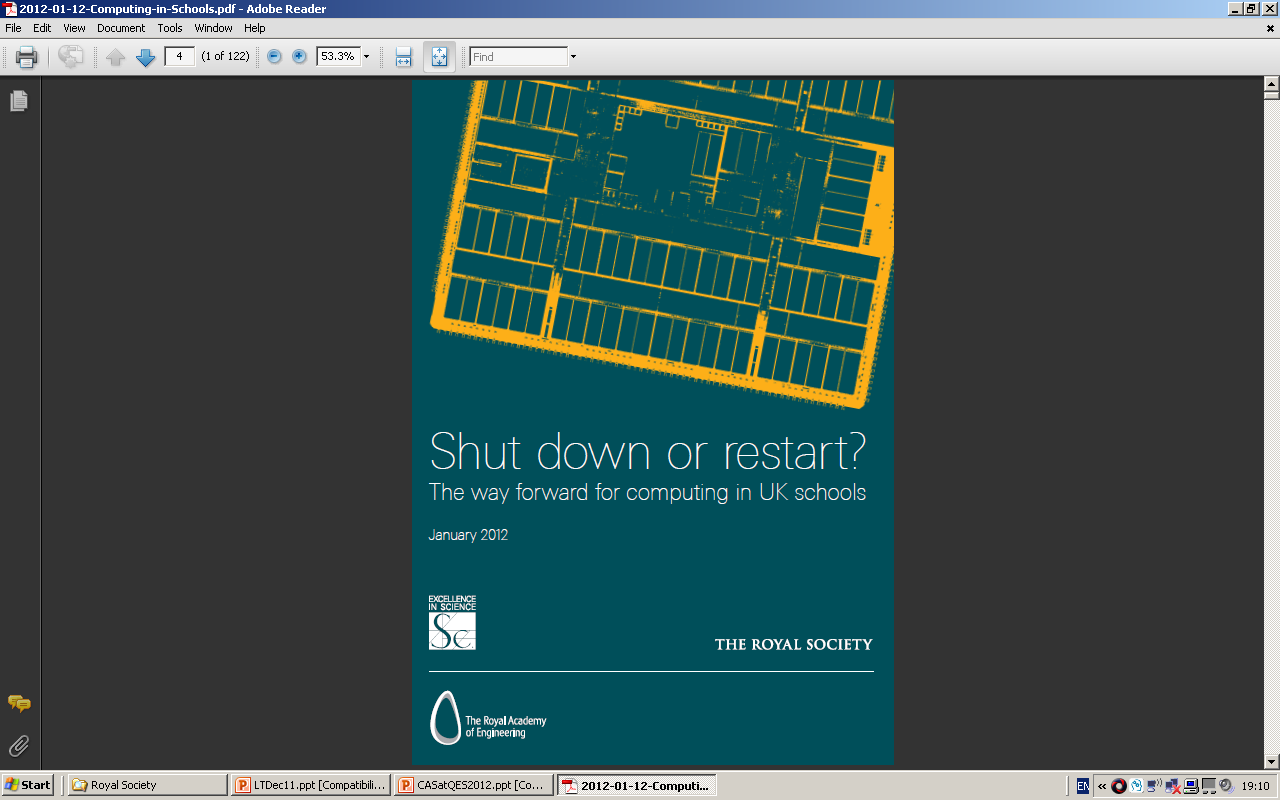 2012-01-12-Computing-in-Schools.pdf - Adobe Reader
File Edit View Document Tools Window Help
4 (1 of 122) 53.3% Find
Shut down or restart?
The way forward for computing in UK schools
January 2012
EXCELLENCE
IN SCIENCE
Se
THE ROYAL SOCIETY
The Royal Academy
of Engineering
Start Royal Society LTDec11.ppt [Compatibili... CASatQES2012.ppt [Co... 2012-01-12-Computi... EN « 19:10